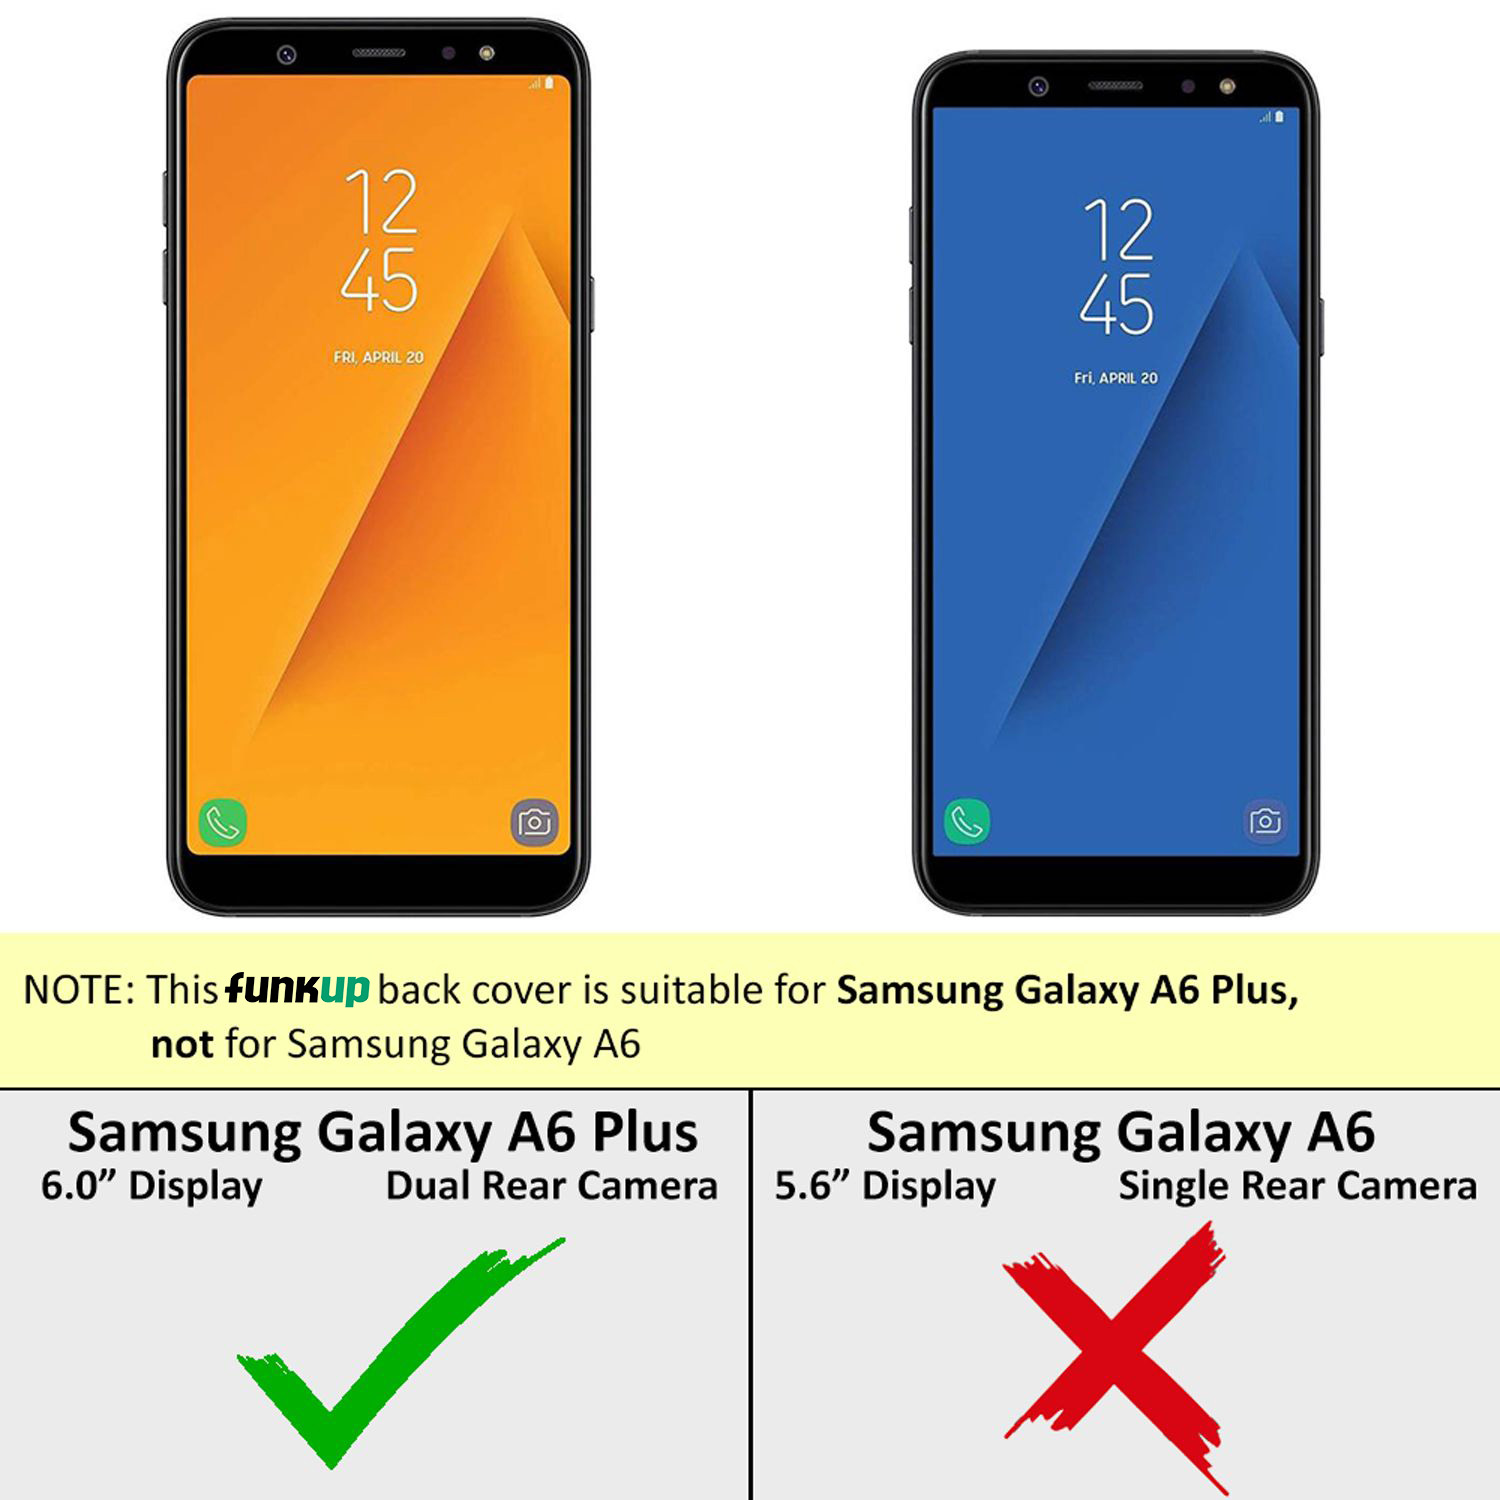 12
45
FRI, APRIL 20
12
45
Fri, APRIL 20
NOTE: This funkup back cover is suitable for Samsung Galaxy A6 Plus,
not for Samsung Galaxy A6
Samsung Galaxy A6 Plus
6.0” Display Dual Rear Camera
Samsung Galaxy A6
5.6” Display Single Rear Camera